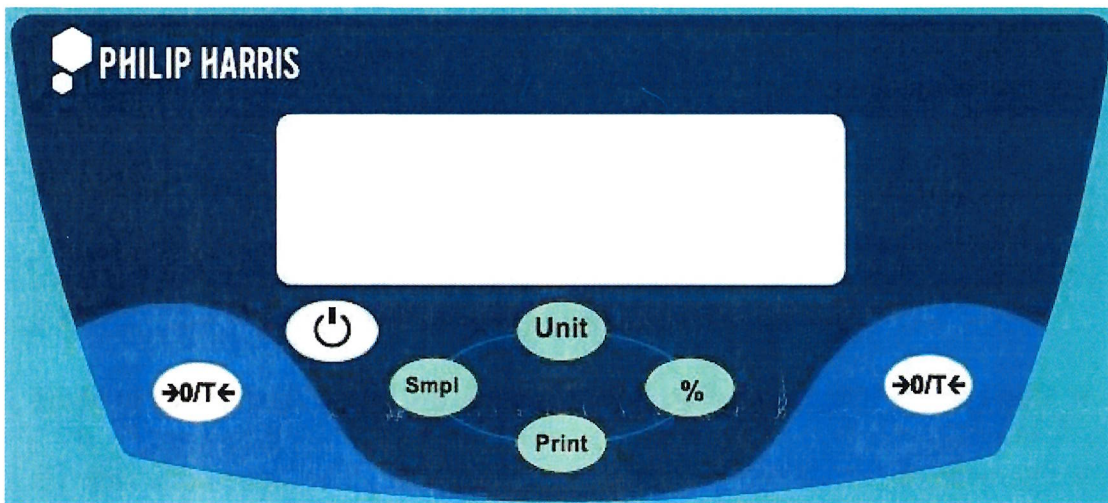 PHILIP HARRIS
Unit
Smpl
%
→0/T←
→0/T←
Print